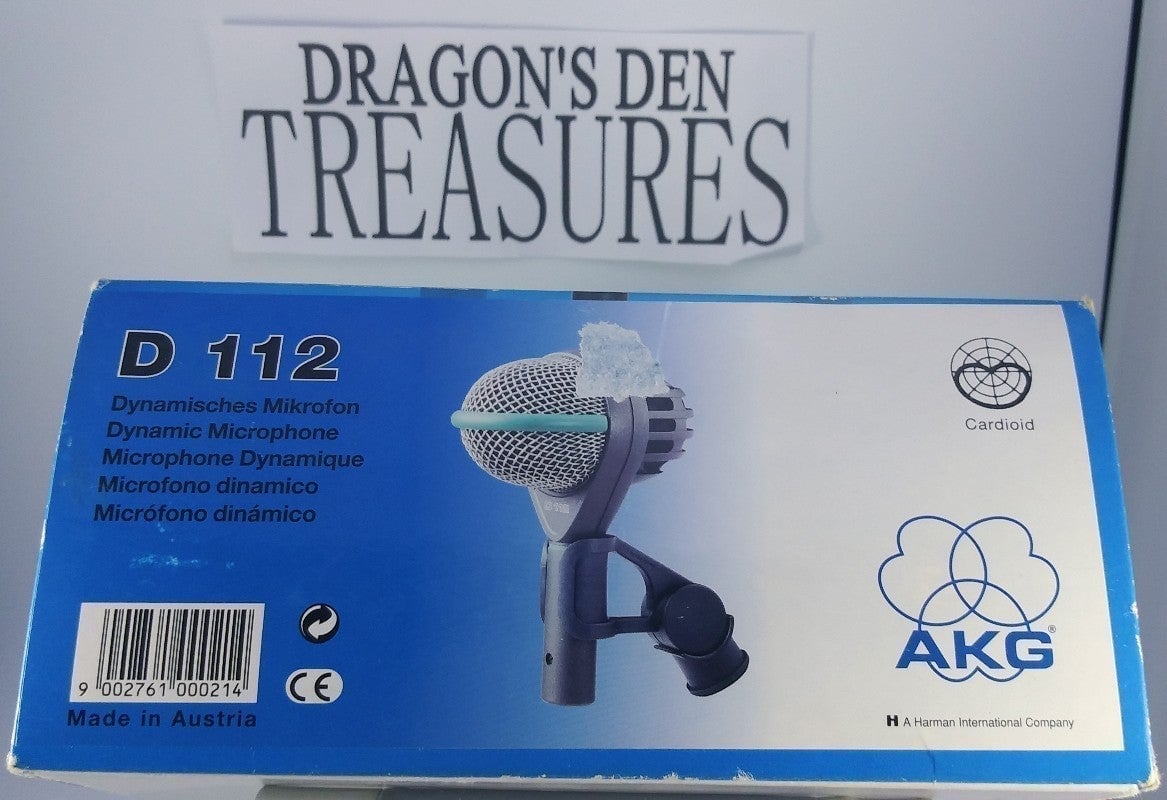 DRAGON'S DEN
TREASURES
D 112
Dynamisches Mikrofon
Dynamic Microphone
Microphone Dynamique
Microfono dinamico
Micrófono dinámico
9 002761 000214
Made in Austria
CE
D 112
Cardioid
AKG®
H A Harman International Company